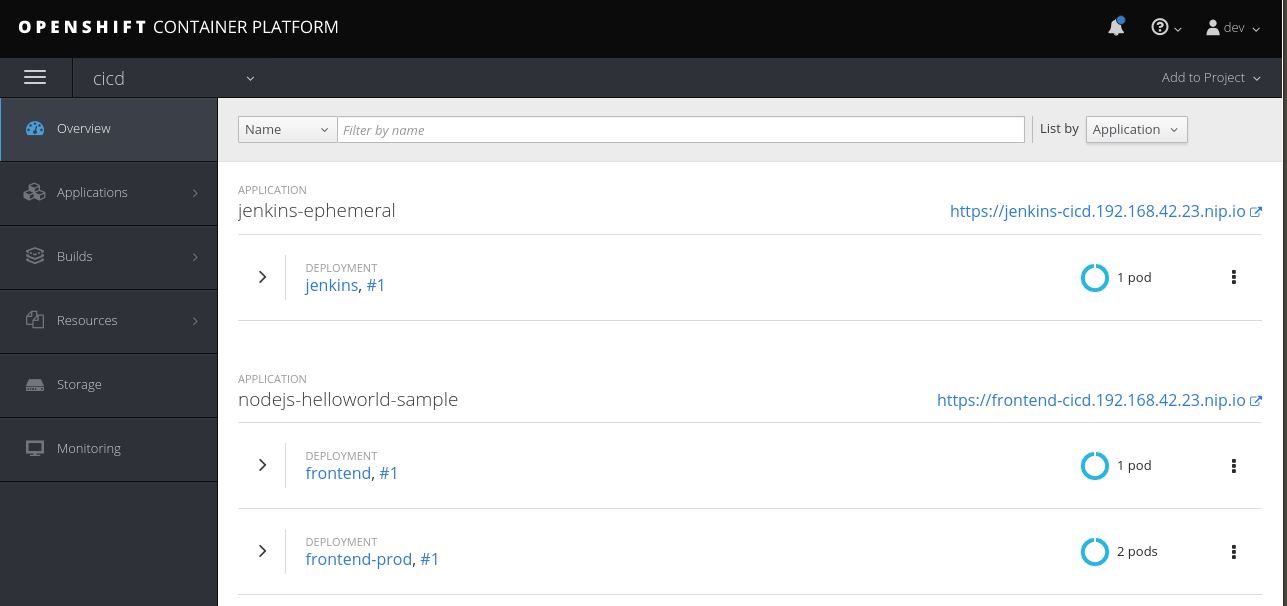 OPENSHIFT CONTAINER PLATFORM
dev
cicd
Add to Project
Overview
Applications
Builds
Resources
Storage
Monitoring
Name
Filter by name
List by
Application
APPLICATION
jenkins-ephemeral
https://jenkins-cicd.192.168.42.23.nip.io
DEPLOYMENT
jenkins, #1
1 pod
APPLICATION
nodejs-helloworld-sample
https://frontend-cicd.192.168.42.23.nip.io
DEPLOYMENT
frontend, #1
1 pod
DEPLOYMENT
frontend-prod, #1
2 pods